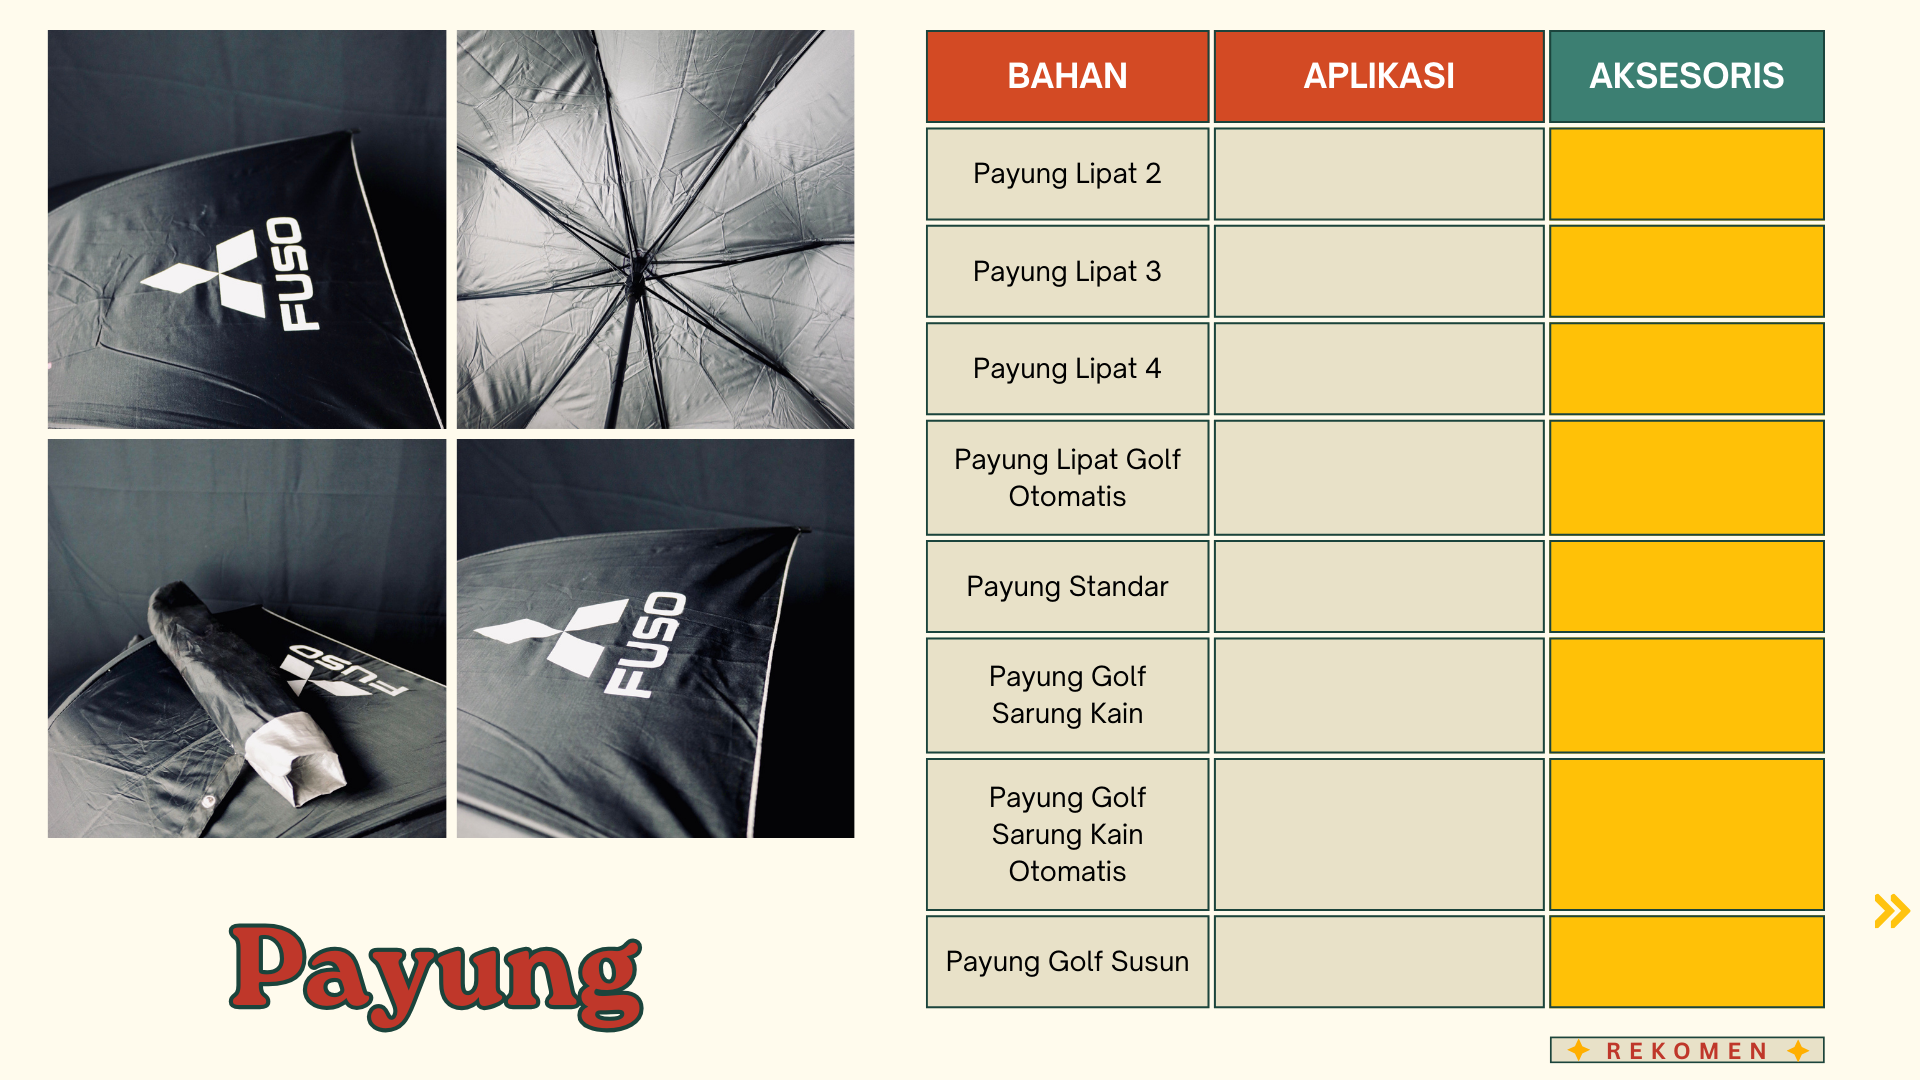 FUSO
FUSO
FUSO
Payung
BAHAN
APLIKASI
AKSESORIS
Payung Lipat 2
Payung Lipat 3
Payung Lipat 4
Payung Lipat Golf
Otomatis
Payung Standar
Payung Golf
Sarung Kain
Payung Golf
Sarung Kain
Otomatis
Payung Golf Susun
REKOMEN